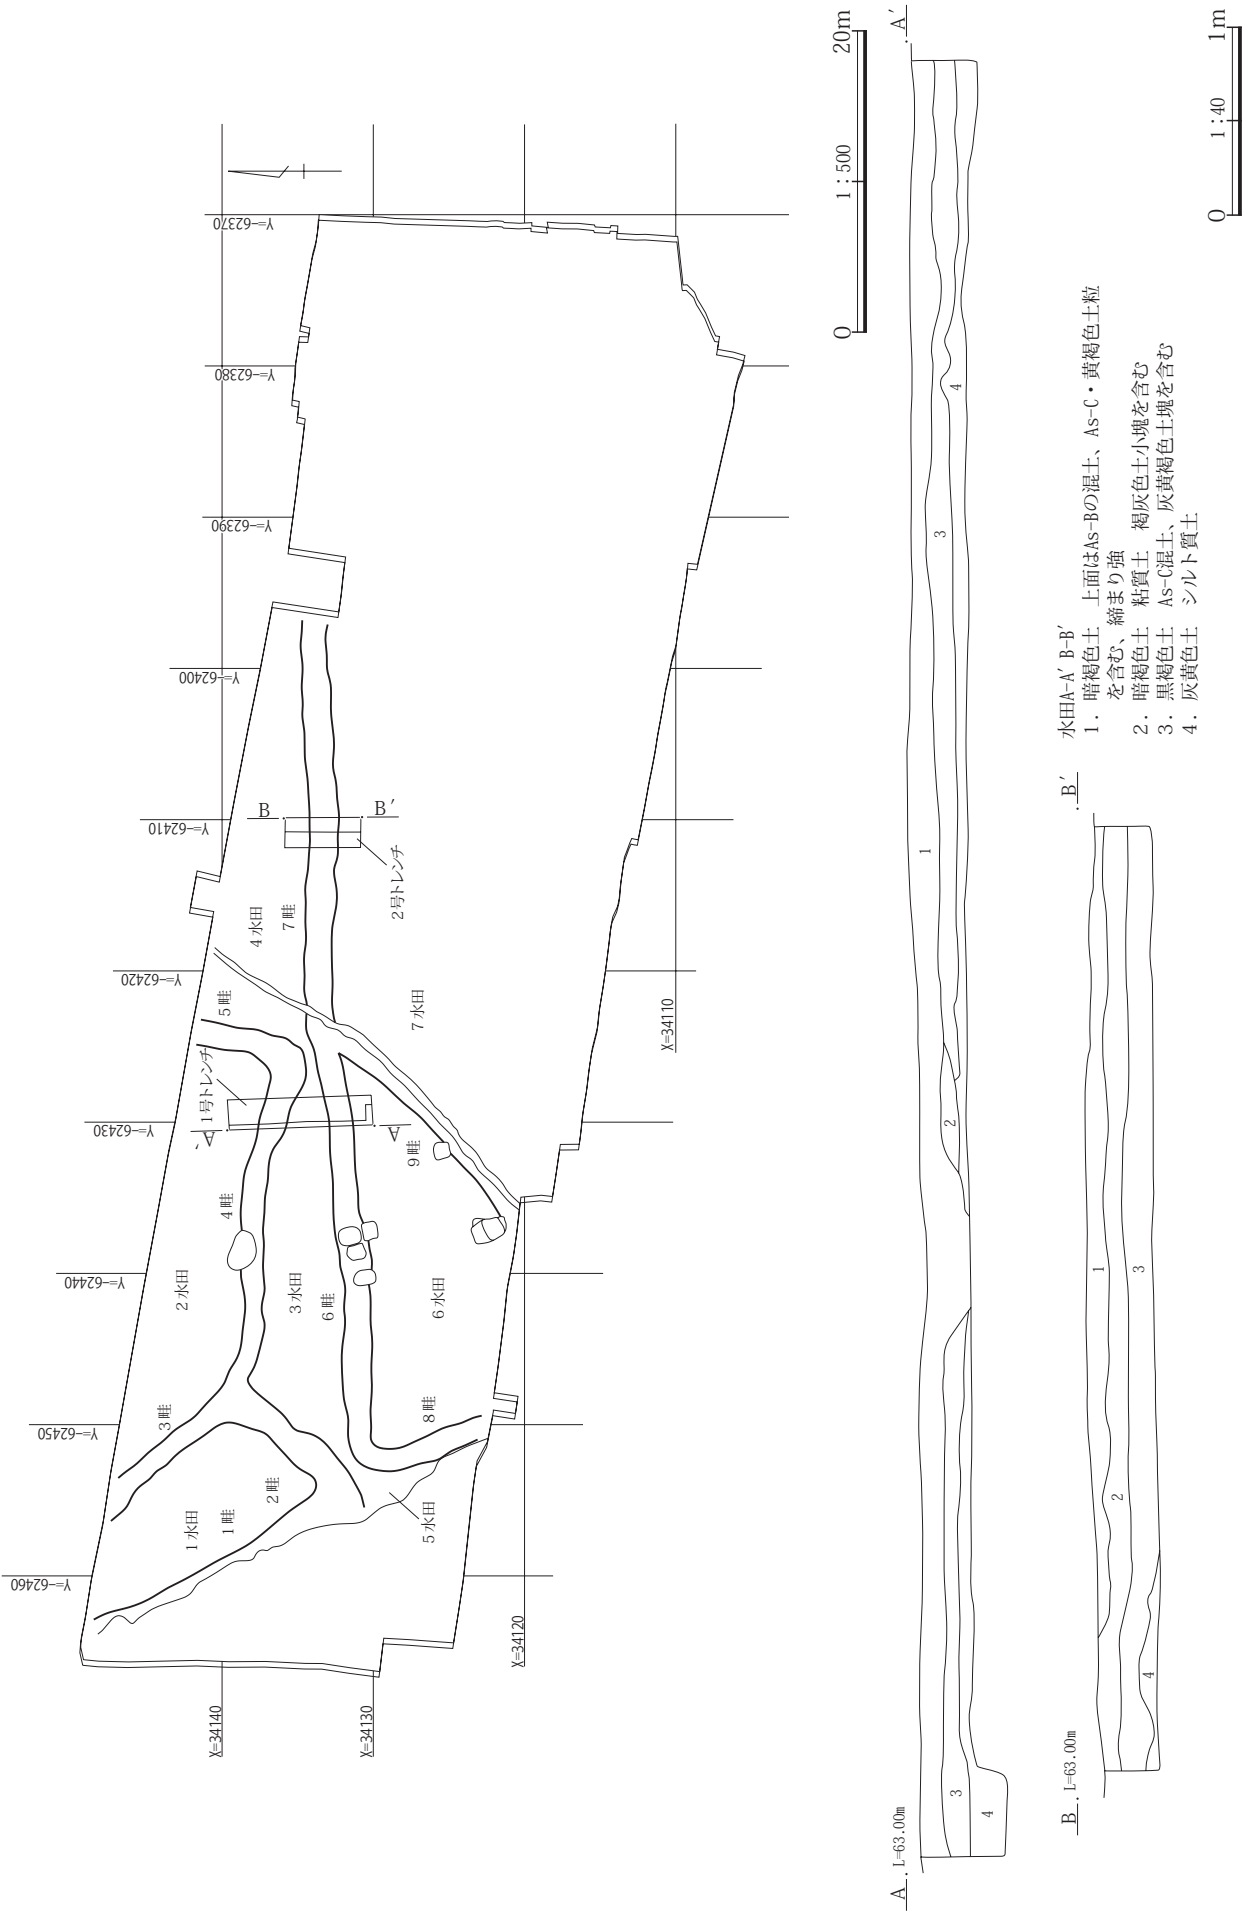 Y=-62370
Y=-62380
Y=-62390
Y=-62400
Y=-62410
Y=-62420
Y=-62430
Y=-62440
Y=-62450
Y=-62460
X=34140
X=34130
X=34120
X=34110
1水田
1畦
2畦
3畦
2水田
4畦
3水田
6畦
5畦
4水田
7畦
5水田
8畦
6水田
9畦
7水田
1号トレンチ
2号トレンチ
A
A′
B
B′
0 1:500 20m
A L=63.00m
A′
1
2
3
4
3
4
B L=63.00m
B′
1
2
3
4
水田A-A′ B-B′
1. 暗褐色土 上面はAs-Bの混土、As-C・黄褐色土粒
を含む、締まり強
2. 暗褐色土 粘質土 褐灰色土小塊を含む
3. 黒褐色土 As-C混土、灰黄褐色土塊を含む
4. 灰黄色土 シルト質土
0 1:40 1m